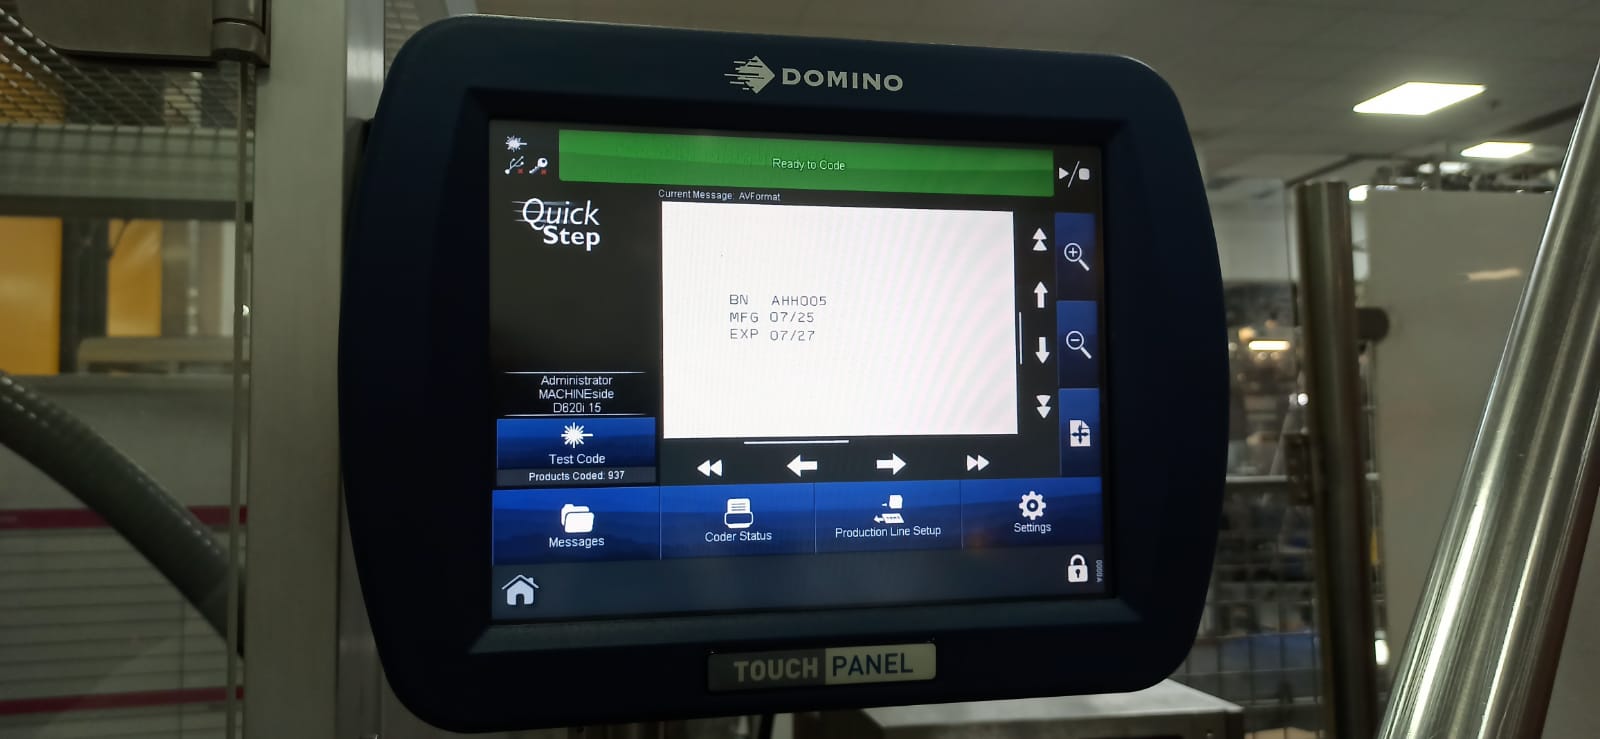 DOMINO
Ready to Code
Current Message: AVFormat
Quick
Step
BN AHH005
MFG 07/25
EXP 07/27
Administrator
MACHINEside
D620i 15
Test Code
Products Coded: 937
Messages
Coder Status
Production Line Setup
Settings
TOUCH PANEL